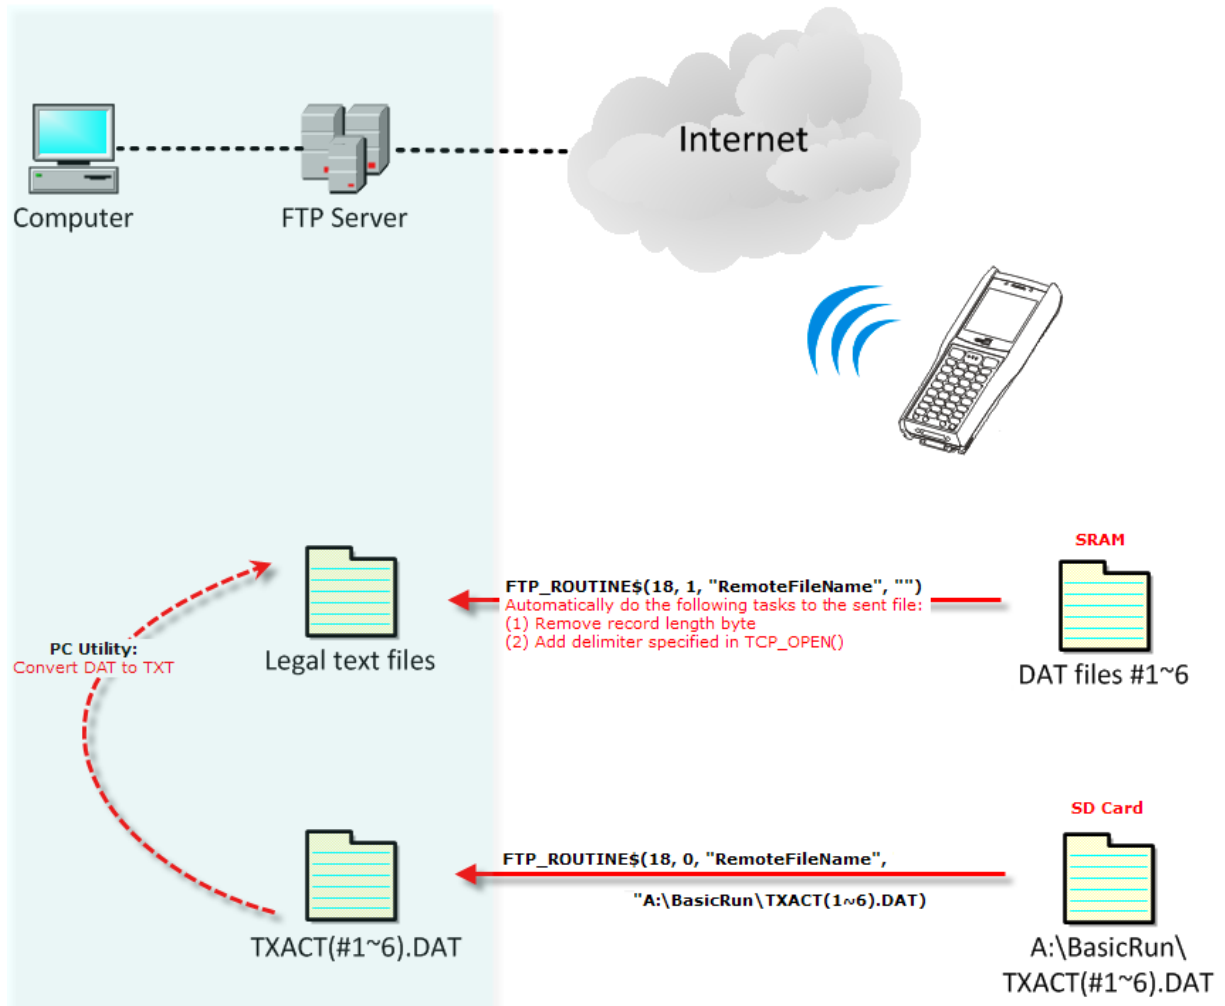 Internet
Computer
FTP Server
SRAM
FTP_ROUTINE$(18, 1, "RemoteFileName", "")
Automatically do the following tasks to the sent file:
(1) Remove record length byte
(2) Add delimiter specified in TCP_OPEN()
PC Utility:
Convert DAT to TXT
Legal text files
DAT files #1~6
SD Card
FTP_ROUTINE$(18, 0, "RemoteFileName",
"A:\BasicRun\TXACT(1~6).DAT)
TXACT(#1~6).DAT
A:\BasicRun\
TXACT(#1~6).DAT